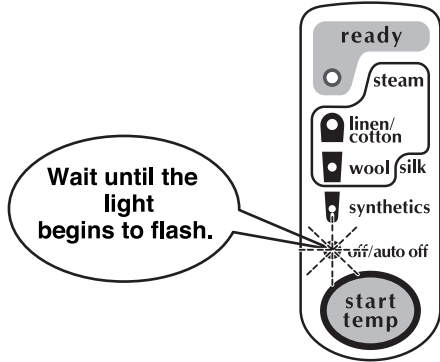 ready
steam
linen/
cotton
wool silk
synthetics
off/auto off
start
temp
Wait until the
light
begins to flash.